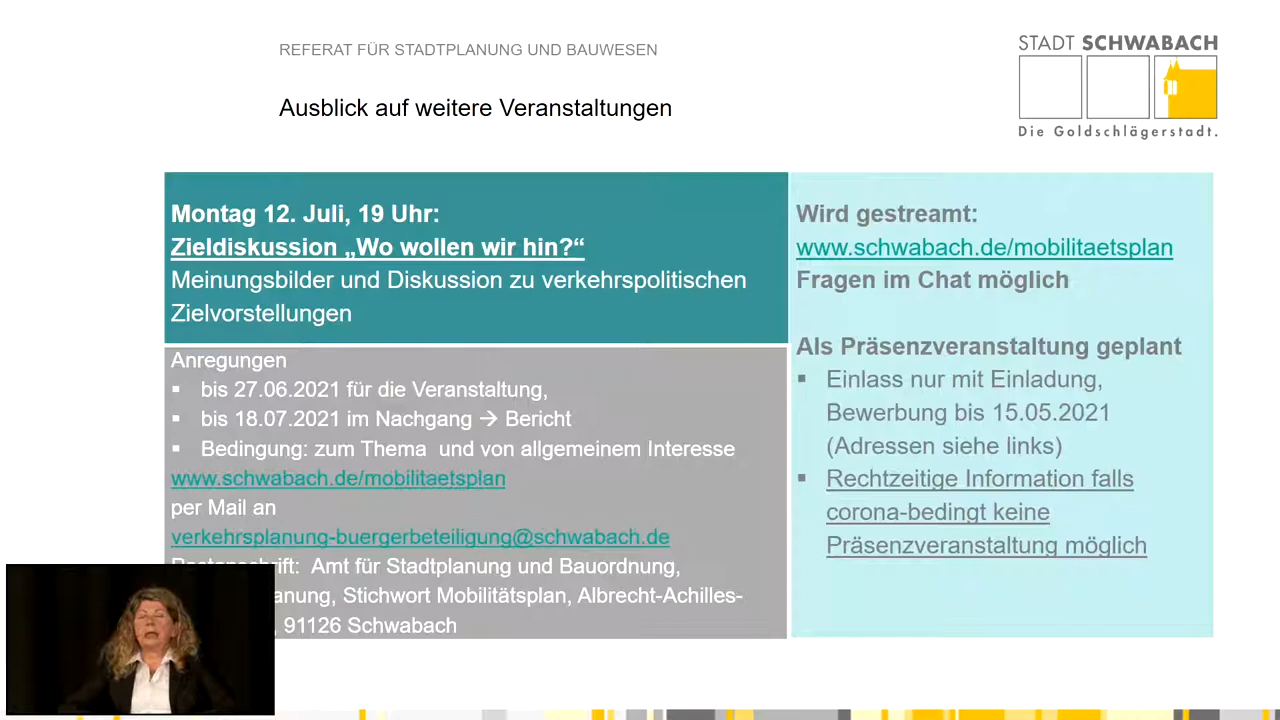 REFERAT FÜR STADTPLANUNG UND BAUWESEN
STADT SCHWABACH
Die Goldschlägerstadt.
Ausblick auf weitere Veranstaltungen
Montag 12. Juli, 19 Uhr:
Zieldiskussion „Wo wollen wir hin?“
Meinungsbilder und Diskussion zu verkehrspolitischen
Zielvorstellungen
Anregungen
▪ bis 27.06.2021 für die Veranstaltung,
▪ bis 18.07.2021 im Nachgang → Bericht
▪ Bedingung: zum Thema und von allgemeinem Interesse
www.schwabach.de/mobilitaetsplan
per Mail an
verkehrsplanung-buergerbeteiligung@schwabach.de
Amt für Stadtplanung und Bauordnung,
Stichwort Mobilitätsplan, Albrecht-Achilles-
, 91126 Schwabach
Wird gestreamt:
www.schwabach.de/mobilitaetsplan
Fragen im Chat möglich
Als Präsenzveranstaltung geplant
▪ Einlass nur mit Einladung,
Bewerbung bis 15.05.2021
(Adressen siehe links)
▪ Rechtzeitige Information falls
corona-bedingt keine
Präsenzveranstaltung möglich